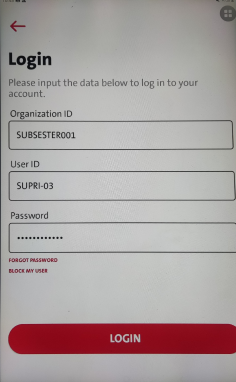 Login
Please input the data below to log in to your
account.
Organization ID
SUBSESTER001
User ID
SUPRI-03
Password
••••••••••••
FORGOT PASSWORD
BLOCK MY USER
LOGIN